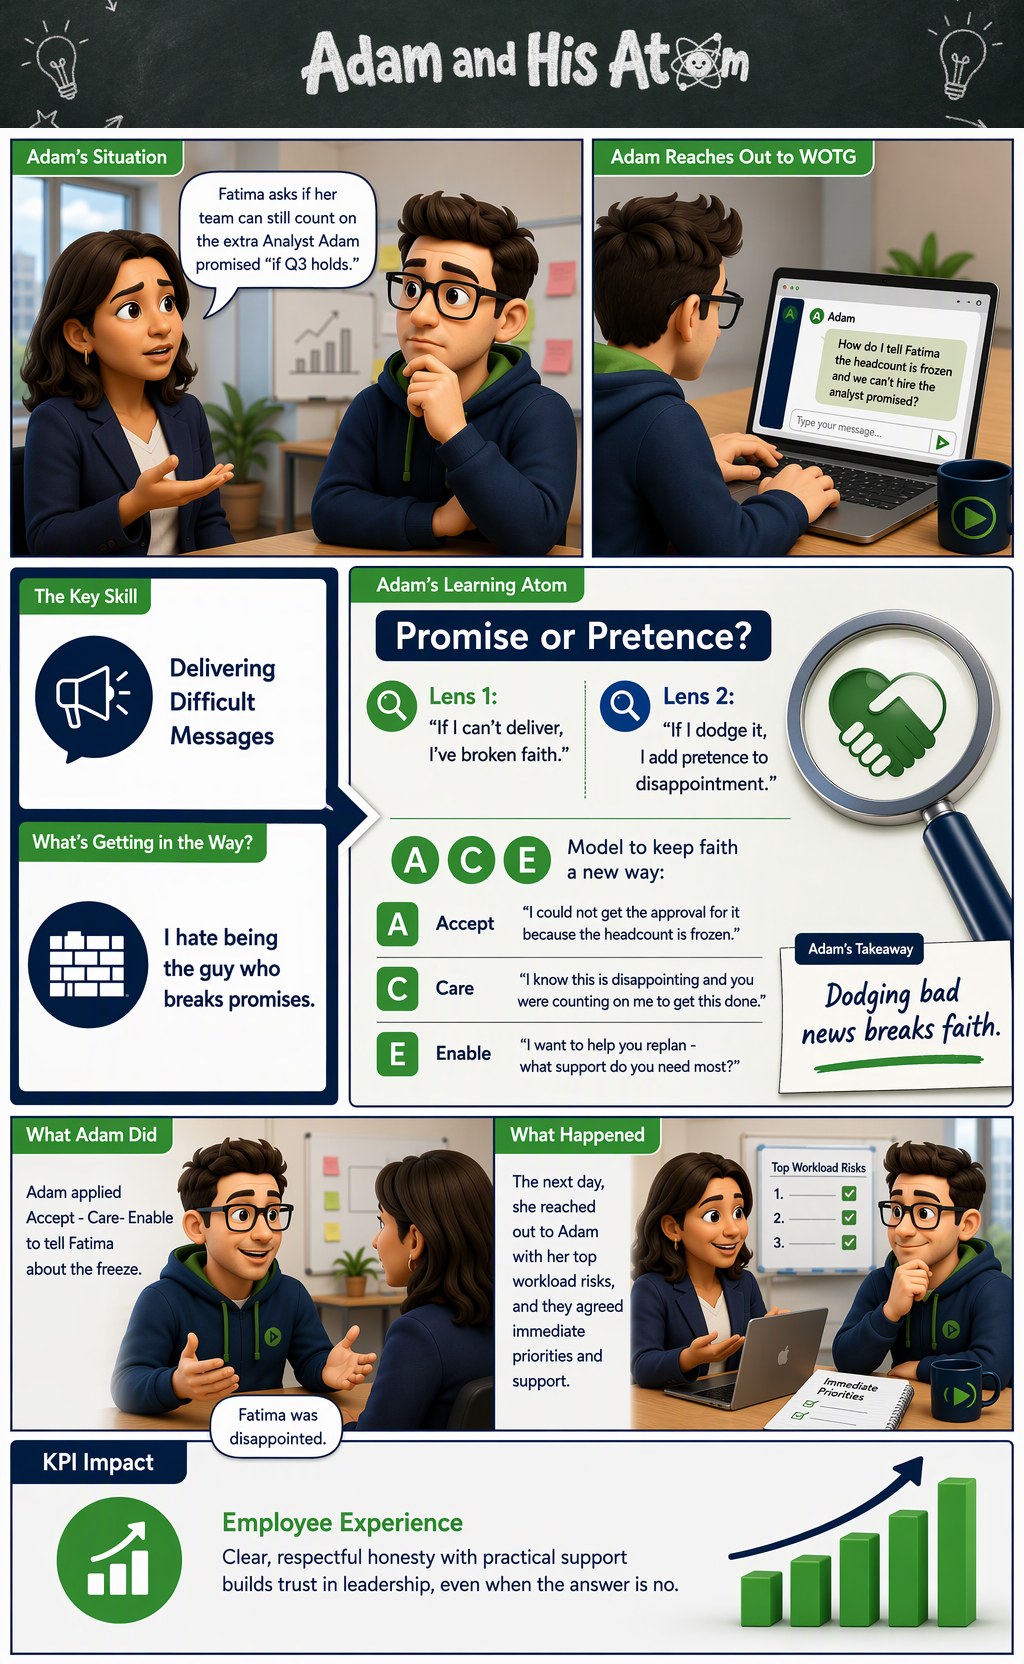 Adam and His Atom
Adam's Situation
Fatima asks if her
team can still count on
the extra Analyst Adam
promised "if Q3 holds."
Adam Reaches Out to WOTG
A
A Adam
How do I tell Fatima
the headcount is frozen
and we can't hire the
analyst promised?
Type your message...
The Key Skill
Delivering
Difficult
Messages
What's Getting in the Way?
I hate being
the guy who
breaks promises.
Adam's Learning Atom
Promise or Pretence?
Lens 1:
"If I can't deliver,
I've broken faith."
Lens 2:
"If I dodge it,
I add pretence to
disappointment."
A C E
Model to keep faith
a new way:
A Accept
"I could not get the approval for it
because the headcount is frozen."
C Care
"I know this is disappointing and you
were counting on me to get this done."
E Enable
"I want to help you replan -
what support do you need most?"
Adam's Takeaway
Dodging bad
news breaks faith.
What Adam Did
Adam applied
Accept - Care- Enable
to tell Fatima
about the freeze.
Fatima was
disappointed.
What Happened
The next day,
she reached
out to Adam
with her top
workload risks,
and they agreed
immediate
priorities and
support.
Top Workload Risks
1.
2.
3.
Immediate
Priorities
KPI Impact
Employee Experience
Clear, respectful honesty with practical support
builds trust in leadership, even when the answer is no.